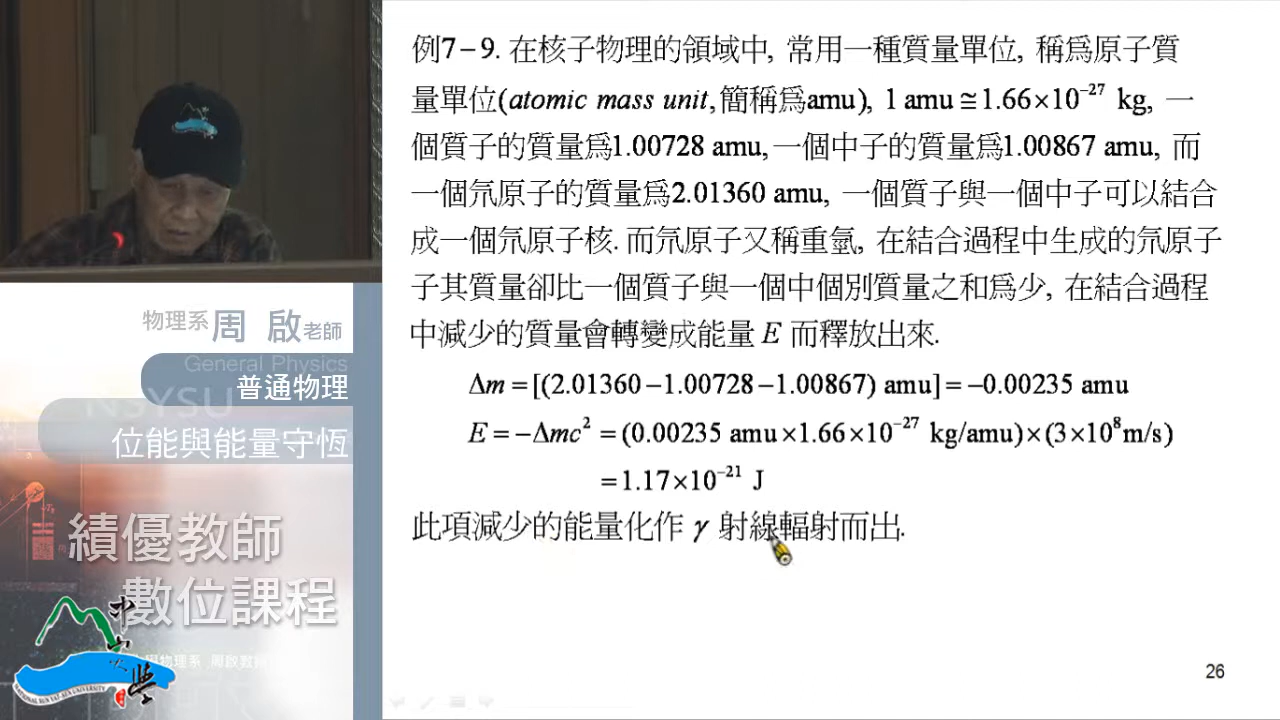 例7－9. 在核子物理的領域中, 常用一種質量單位, 稱為原子質
量單位(atomic mass unit,簡稱為amu), 1 amu≅1.66×10⁻²⁷ kg, 一
個質子的質量為1.00728 amu,一個中子的質量為1.00867 amu, 而
一個氘原子的質量為2.01360 amu, 一個質子與一個中子可以結合
成一個氘原子核. 而氘原子又稱重氫, 在結合過程中生成的氘原子
子其質量卻比一個質子與一個中個別質量之和為少, 在結合過程
中減少的質量會轉變成能量 E 而釋放出來.
Δm＝[(2.01360－1.00728－1.00867) amu]＝－0.00235 amu
E＝－Δmc²＝(0.00235 amu×1.66×10⁻²⁷ kg/amu)×(3×10⁸m/s)
＝1.17×10⁻²¹ J
此項減少的能量化作 γ 射線輻射而出.
26
物理系周 啟老師
General Physics
普通物理
NSYSU
位能與能量守恆
績優教師
數位課程